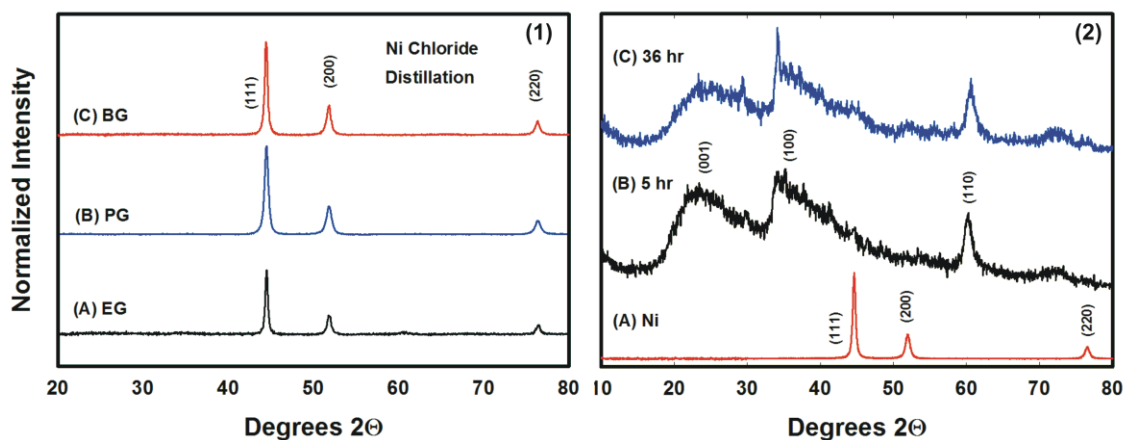 Normalized Intensity
(1)
Ni Chloride
Distillation
(C) BG
(111)
(200)
(220)
(B) PG
(A) EG
20 30 40 50 60 70 80
Degrees 2Θ
(2)
(C) 36 hr
(001)
(100)
(110)
(B) 5 hr
(A) Ni
(111)
(200)
(220)
10 20 30 40 50 60 70 80
Degrees 2Θ